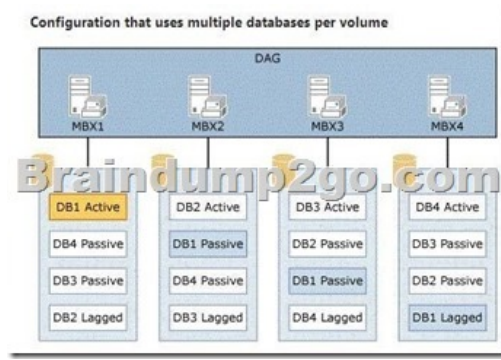 Configuration that uses multiple databases per volume
DAG
MBX1 MBX2 MBX3 MBX4
Braindump2go.com
DB1 Active DB2 Active DB3 Active DB4 Active
DB4 Passive DB1 Passive DB2 Passive DB3 Passive
DB3 Passive DB4 Passive DB1 Passive DB2 Passive
DB2 Lagged DB3 Lagged DB4 Lagged DB1 Lagged